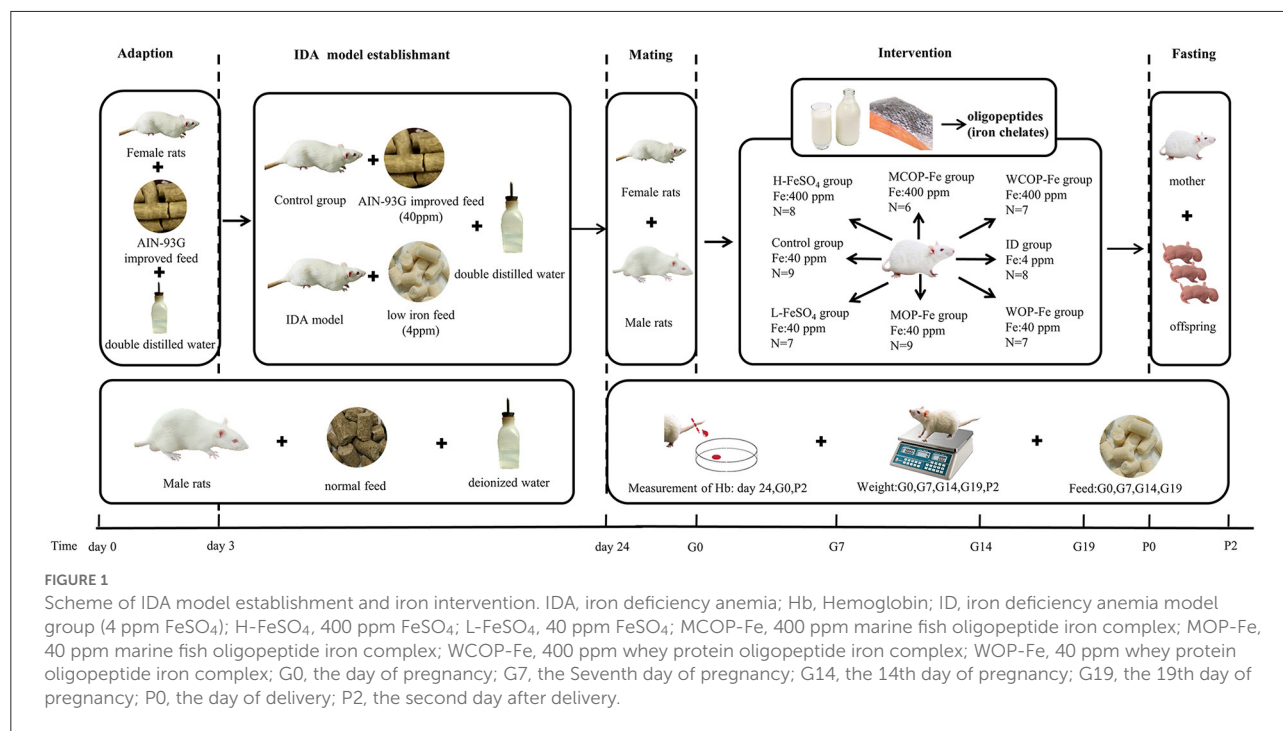 Adaption
IDA model establishmant
Mating
Intervention
Fasting
Female rats
+
AIN-93G
improved feed
+
double distilled water
Control group
+
AIN-93G improved feed
(40ppm)
IDA model
+
low iron feed
(4ppm)
+
double distilled water
Female rats
+
Male rats
oligopeptides
(iron chelates)
H-FeSO₄ group
Fe:400 ppm
N=8
MCOP-Fe group
Fe:400 ppm
N=6
WCOP-Fe group
Fe:400 ppm
N=7
Control group
Fe:40 ppm
N=9
ID group
Fe:4 ppm
N=8
L-FeSO₄ group
Fe:40 ppm
N=7
MOP-Fe group
Fe:40 ppm
N=9
WOP-Fe group
Fe:40 ppm
N=7
mother
+
offspring
Male rats
+
normal feed
+
deionized water
Measurement of Hb: day 24,G0,P2
+
Weight:G0,G7,G14,G19,P2
+
Feed:G0,G7,G14,G19
Time
day 0
day 3
day 24
G0
G7
G14
G19
P0
P2
FIGURE 1
Scheme of IDA model establishment and iron intervention. IDA, iron deficiency anemia; Hb, Hemoglobin; ID, iron deficiency anemia model
group (4 ppm FeSO₄); H-FeSO₄, 400 ppm FeSO₄; L-FeSO₄, 40 ppm FeSO₄; MCOP-Fe, 400 ppm marine fish oligopeptide iron complex; MOP-Fe,
40 ppm marine fish oligopeptide iron complex; WCOP-Fe, 400 ppm whey protein oligopeptide iron complex; WOP-Fe, 40 ppm whey protein
oligopeptide iron complex; G0, the day of pregnancy; G7, the Seventh day of pregnancy; G14, the 14th day of pregnancy; G19, the 19th day of
pregnancy; P0, the day of delivery; P2, the second day after delivery.